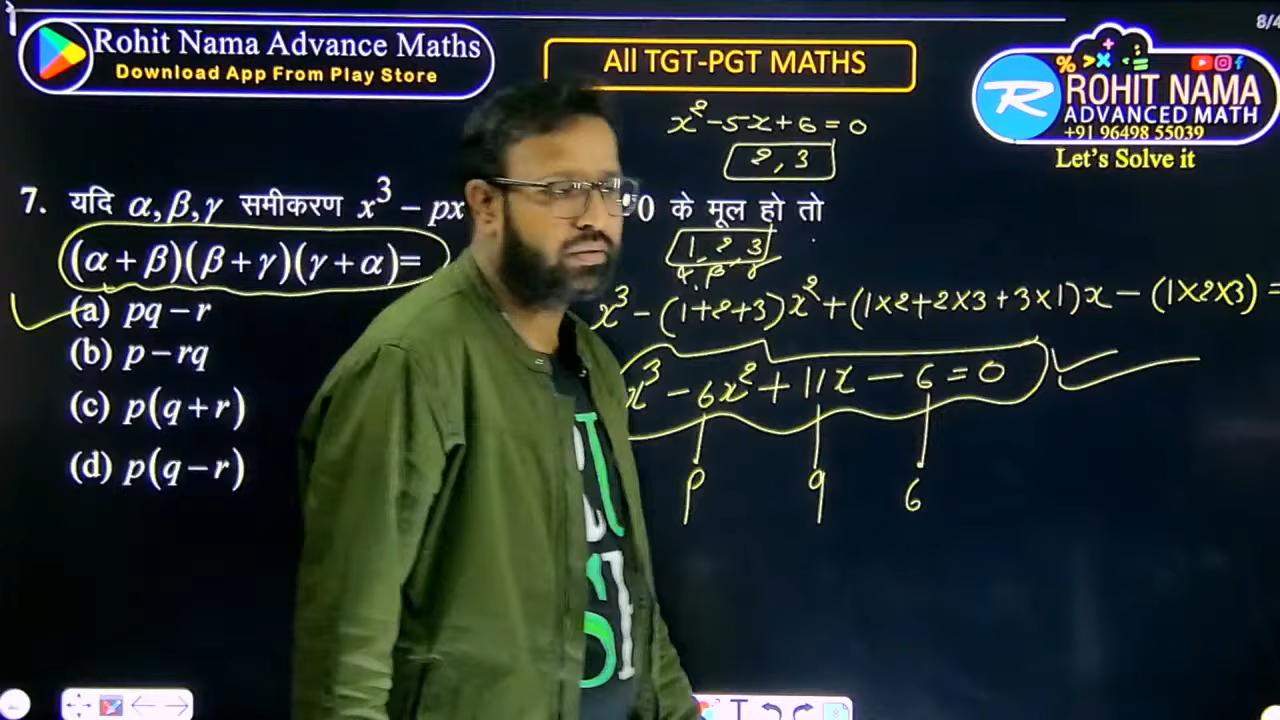 8/4
Rohit Nama Advance Maths
Download App From Play Store
All TGT-PGT MATHS
ROHIT NAMA
ADVANCED MATH
+91 96498 55039
Let's Solve it
x² - 5x + 6 = 0
2, 3
7. यदि α, β, γ समीकरण x³ - px 0 के मूल हो तो
1, 2, 3
α, β, γ
(α + β)(β + γ)(γ + α)=
x³ - (1+2+3)x² + (1×2+2×3+3×1)x - (1×2×3) =
(a) pq - r
(b) p - rq
x³ - 6x² + 11x - 6 = 0
(c) p(q + r)
(d) p(q - r)
p q 6